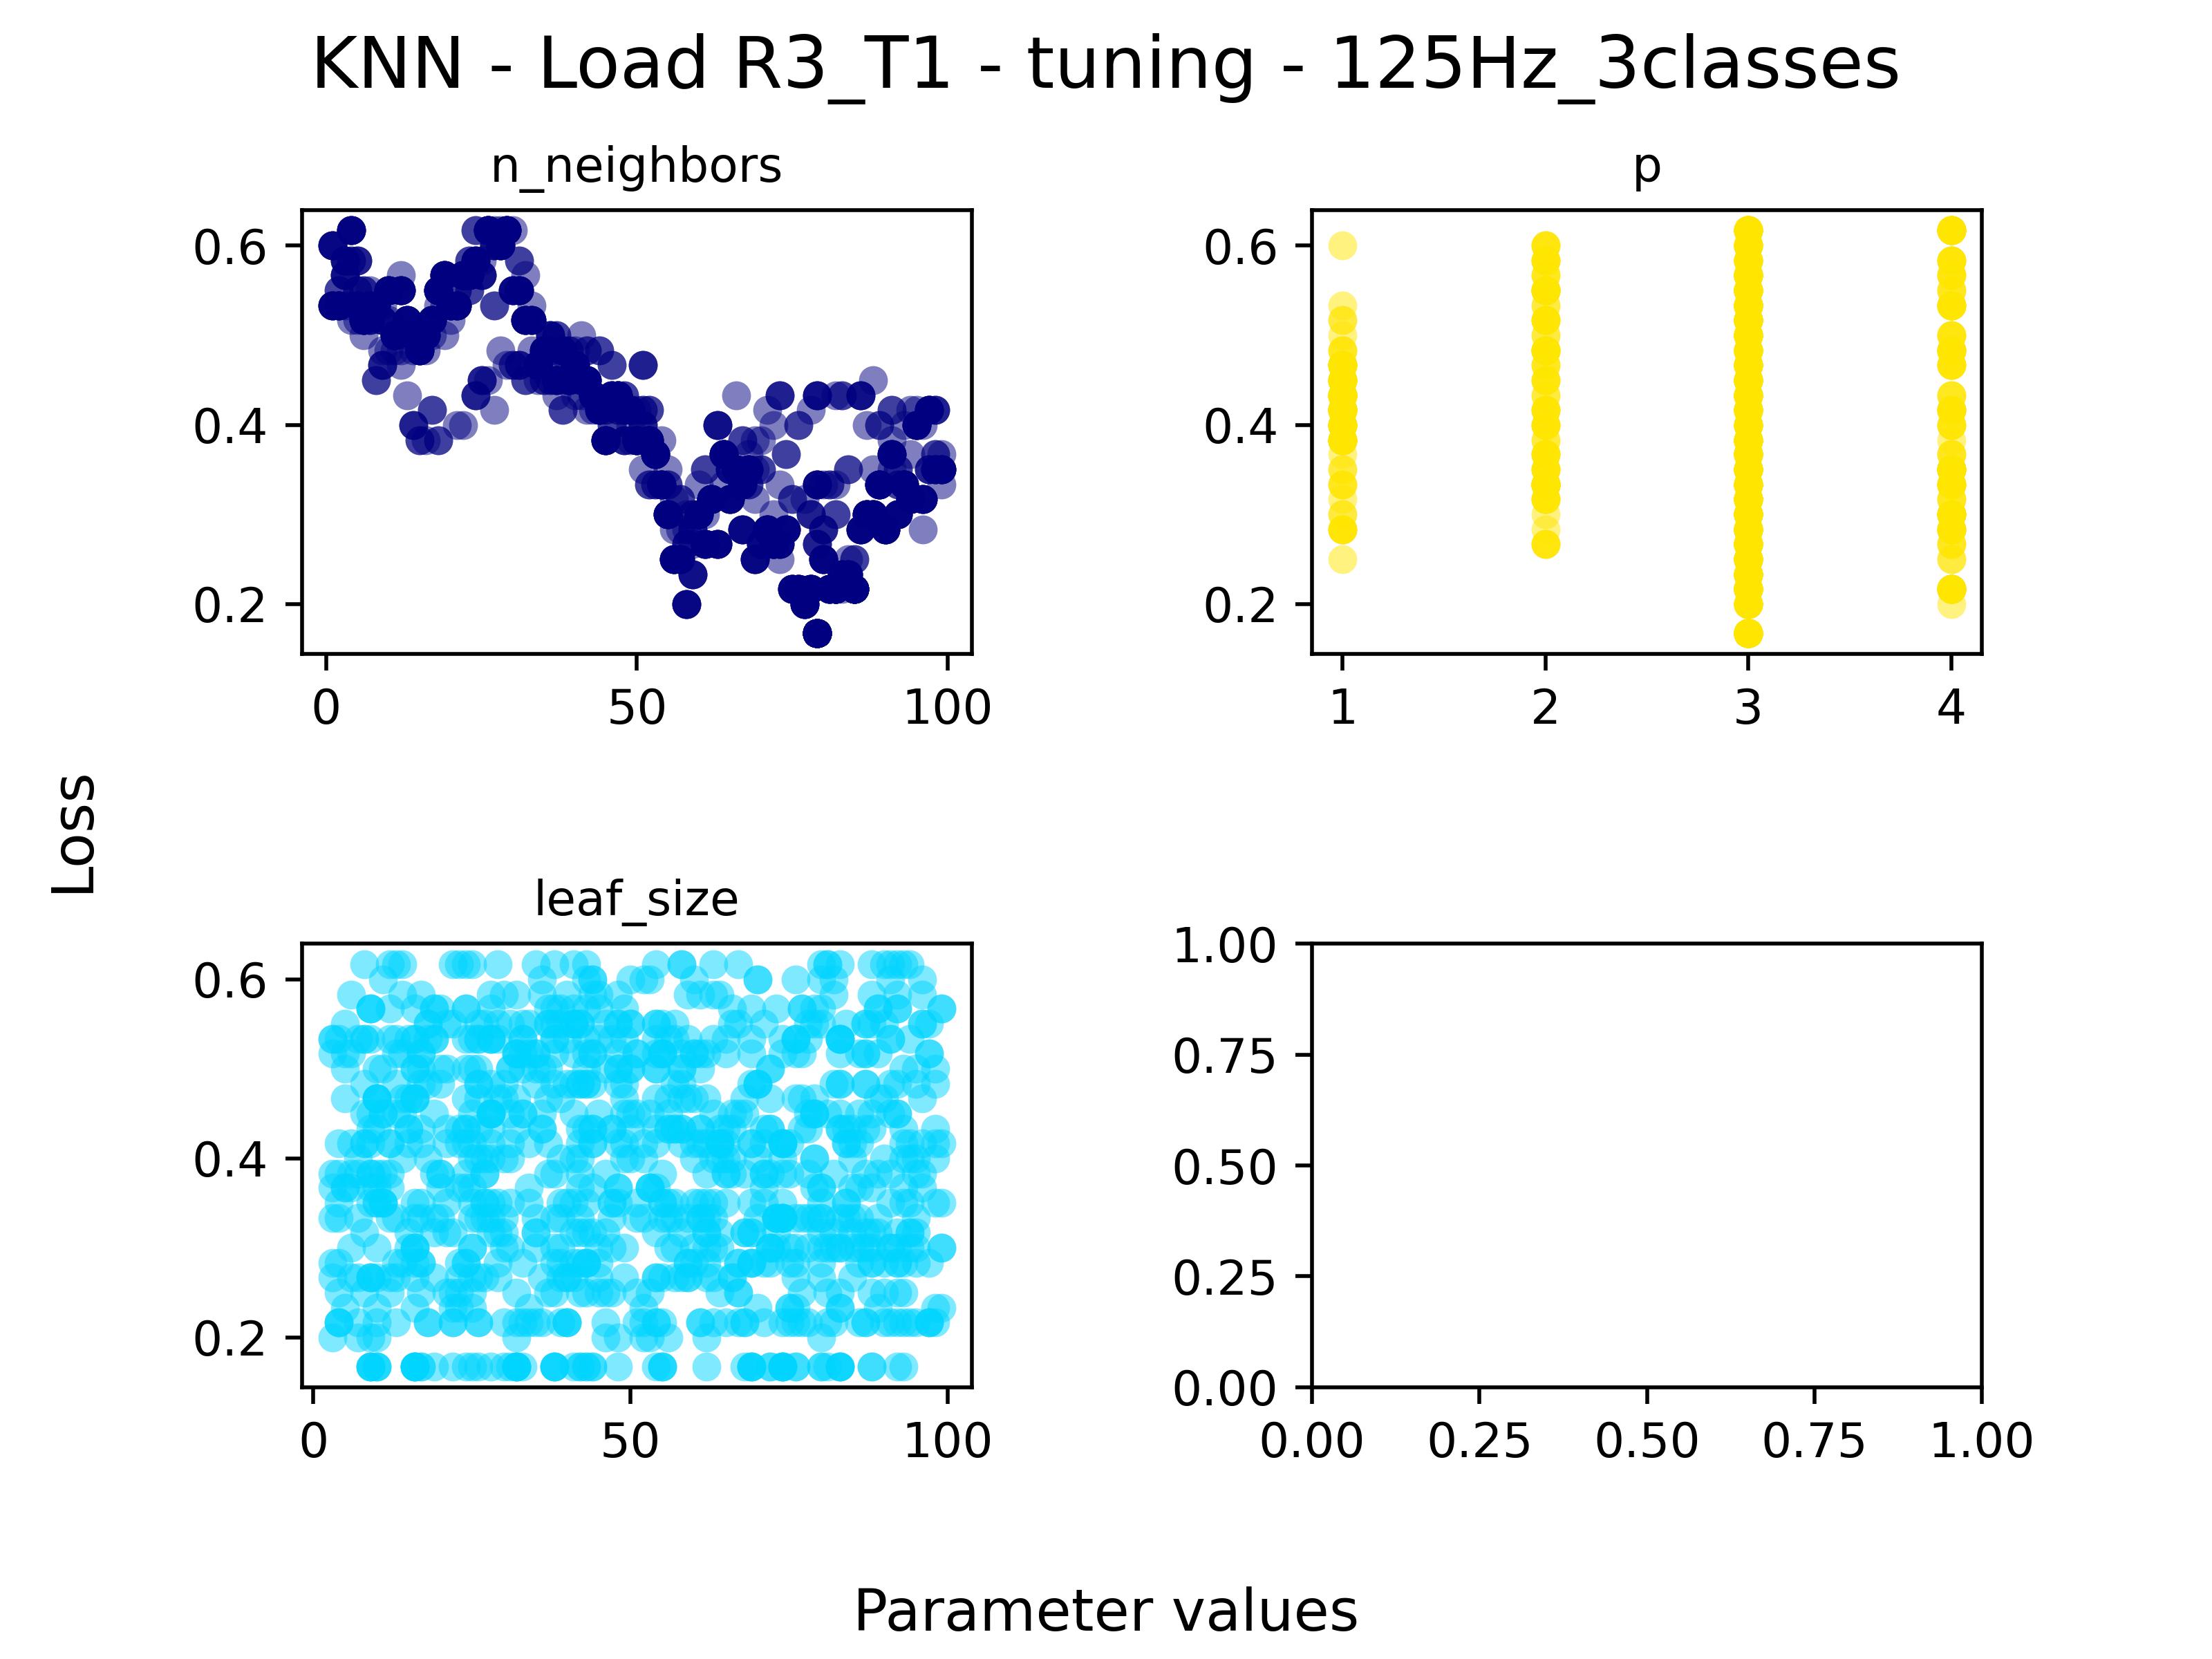 KNN - Load R3_T1 - tuning - 125Hz_3classes
n_neighbors
0.6
0.4
0.2
0 50 100
p
0.6
0.4
0.2
1 2 3 4
Loss
leaf_size
0.6
0.4
0.2
0 50 100
1.00
0.75
0.50
0.25
0.00
0.00 0.25 0.50 0.75 1.00
Parameter values